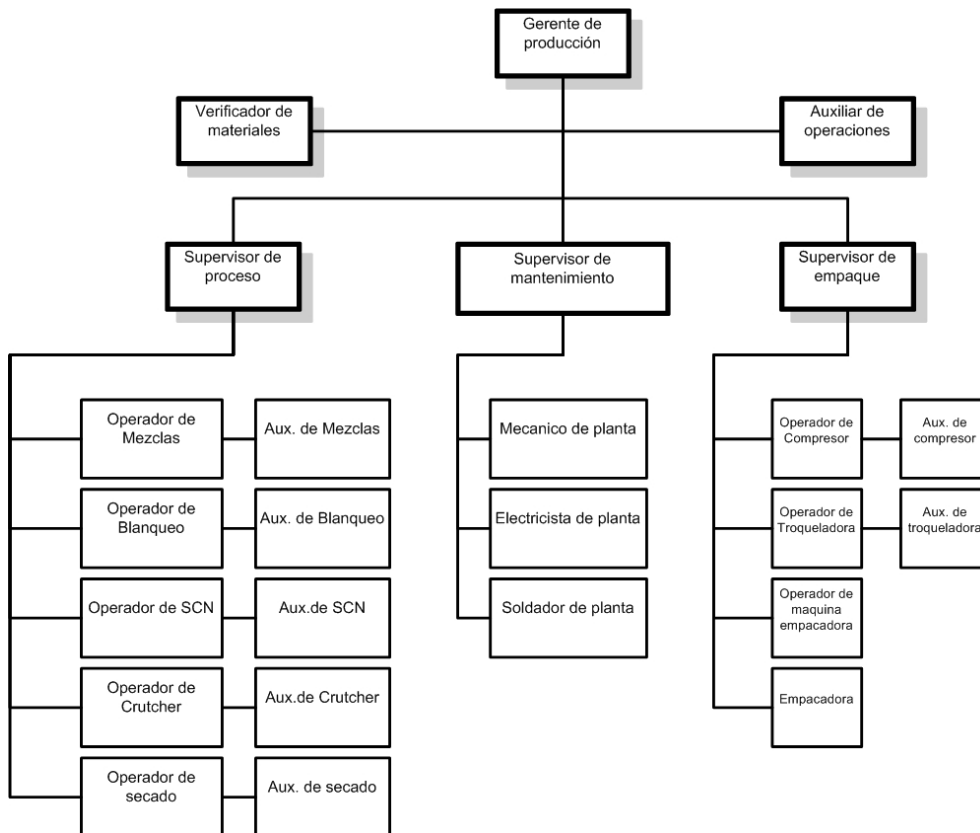 Gerente de
producción
Verificador de
materiales
Auxiliar de
operaciones
Supervisor de
proceso
Supervisor de
mantenimiento
Supervisor de
empaque
Operador de
Mezclas
Aux. de Mezclas
Operador de
Blanqueo
Aux. de Blanqueo
Operador de SCN
Aux.de SCN
Operador de
Crutcher
Aux.de Crutcher
Operador de
secado
Aux. de secado
Mecanico de planta
Electricista de planta
Soldador de planta
Operador de
Compresor
Aux. de
compresor
Operador de
Troqueladora
Aux. de
troqueladora
Operador de
maquina
empacadora
Empacadora